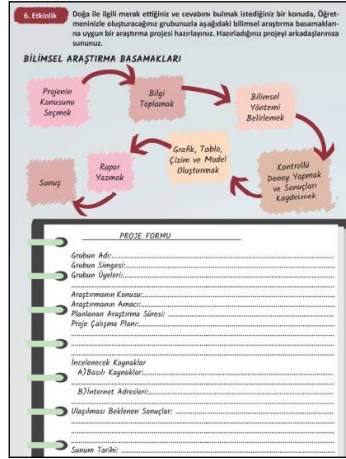 6. Etkinlik
Doğa ile ilgili merak ettiğiniz ve cevabını bulmak istediğiniz bir konuda, Öğret-
meninizle oluşturacağınız grubunuzla aşağıdaki bilimsel araştırma basamakları-
na uygun bir araştırma projesi hazırlayınız. Hazırladığınız projeyi arkadaşlarınıza
sununuz.
BİLİMSEL ARAŞTIRMA BASAMAKLARI
Projenin
Konusunu
Seçmek
Bilgi
Toplamak
Bilimsel
Yöntemi
Belirlemek
Kontrollü
Deney Yapmak
ve Sonuçları
Kaydetmek
Grafik, Tablo,
Çizim ve Model
Oluşturmak
Rapor
Yazmak
Sunuş
PROJE FORMU
Grubun Adı:
Grubun Simgesi:
Grubun Üyeleri:
Araştırmanın Konusu:
Araştırmanın Amacı:
Planlanan Araştırma Süresi:
Proje Çalışma Planı:
İncelenecek Kaynaklar
A)Basılı Kaynaklar:
B)İnternet Adresleri:
Ulaşılması Beklenen Sonuçlar:
Sunum Tarihi: